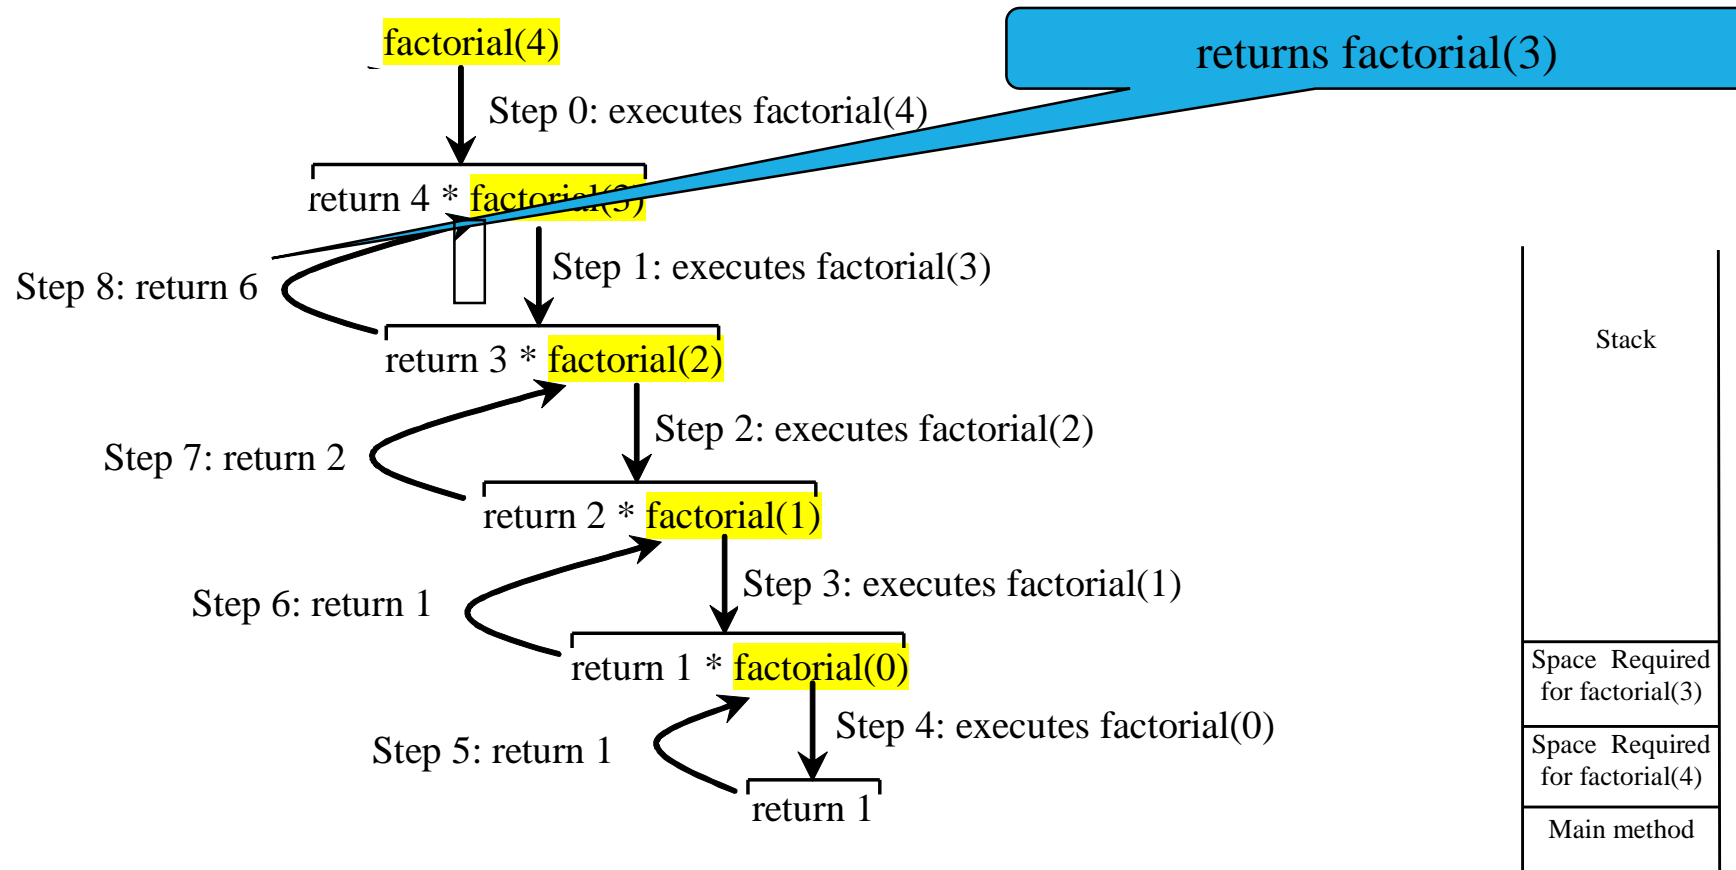 factorial(4)
returns factorial(3)
Step 0: executes factorial(4)
return 4 * factorial(3)
Step 1: executes factorial(3)
Step 8: return 6
return 3 * factorial(2)
Step 2: executes factorial(2)
Step 7: return 2
return 2 * factorial(1)
Step 3: executes factorial(1)
Step 6: return 1
return 1 * factorial(0)
Step 4: executes factorial(0)
Step 5: return 1
return 1
Stack
Space Required
for factorial(3)
Space Required
for factorial(4)
Main method